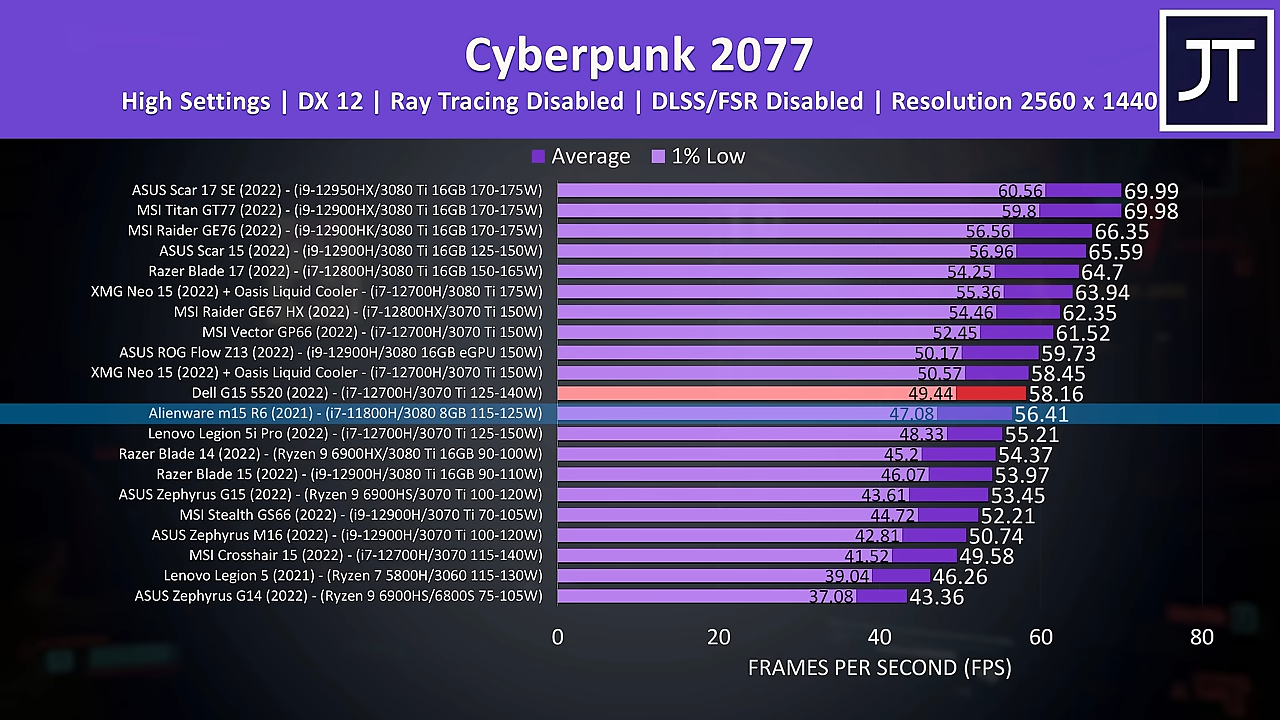 Cyberpunk 2077
JT
High Settings | DX 12 | Ray Tracing Disabled | DLSS/FSR Disabled | Resolution 2560 x 1440
Average 1% Low
ASUS Scar 17 SE (2022) - (i9-12950HX/3080 Ti 16GB 170-175W) 60.56 69.99
MSI Titan GT77 (2022) - (i9-12900HX/3080 Ti 16GB 170-175W) 59.8 69.98
MSI Raider GE76 (2022) - (i9-12900HK/3080 Ti 16GB 170-175W) 56.56 66.35
ASUS Scar 15 (2022) - (i9-12900H/3080 Ti 16GB 125-150W) 56.96 65.59
Razer Blade 17 (2022) - (i7-12800H/3080 Ti 16GB 150-165W) 54.25 64.7
XMG Neo 15 (2022) + Oasis Liquid Cooler - (i7-12700H/3080 Ti 175W) 55.36 63.94
MSI Raider GE67 HX (2022) - (i7-12800HX/3070 Ti 150W) 54.46 62.35
MSI Vector GP66 (2022) - (i7-12700H/3070 Ti 150W) 52.45 61.52
ASUS ROG Flow Z13 (2022) - (i9-12900H/3080 16GB eGPU 150W) 50.17 59.73
XMG Neo 15 (2022) + Oasis Liquid Cooler - (i7-12700H/3070 Ti 150W) 50.57 58.45
Dell G15 5520 (2022) - (i7-12700H/3070 Ti 125-140W) 49.44 58.16
Alienware m15 R6 (2021) - (i7-11800H/3080 8GB 115-125W) 47.08 56.41
Lenovo Legion 5i Pro (2022) - (i7-12700H/3070 Ti 125-150W) 48.33 55.21
Razer Blade 14 (2022) - (Ryzen 9 6900HX/3080 Ti 16GB 90-100W) 45.2 54.37
Razer Blade 15 (2022) - (i9-12900H/3080 Ti 16GB 90-110W) 46.07 53.97
ASUS Zephyrus G15 (2022) - (Ryzen 9 6900HS/3070 Ti 100-120W) 43.61 53.45
MSI Stealth GS66 (2022) - (i9-12900H/3070 Ti 70-105W) 44.72 52.21
ASUS Zephyrus M16 (2022) - (i9-12900H/3070 Ti 100-120W) 42.81 50.74
MSI Crosshair 15 (2022) - (i7-12700H/3070 115-140W) 41.52 49.58
Lenovo Legion 5 (2021) - (Ryzen 7 5800H/3060 115-130W) 39.04 46.26
ASUS Zephyrus G14 (2022) - (Ryzen 9 6900HS/6800S 75-105W) 37.08 43.36
0 20 40 60 80
FRAMES PER SECOND (FPS)